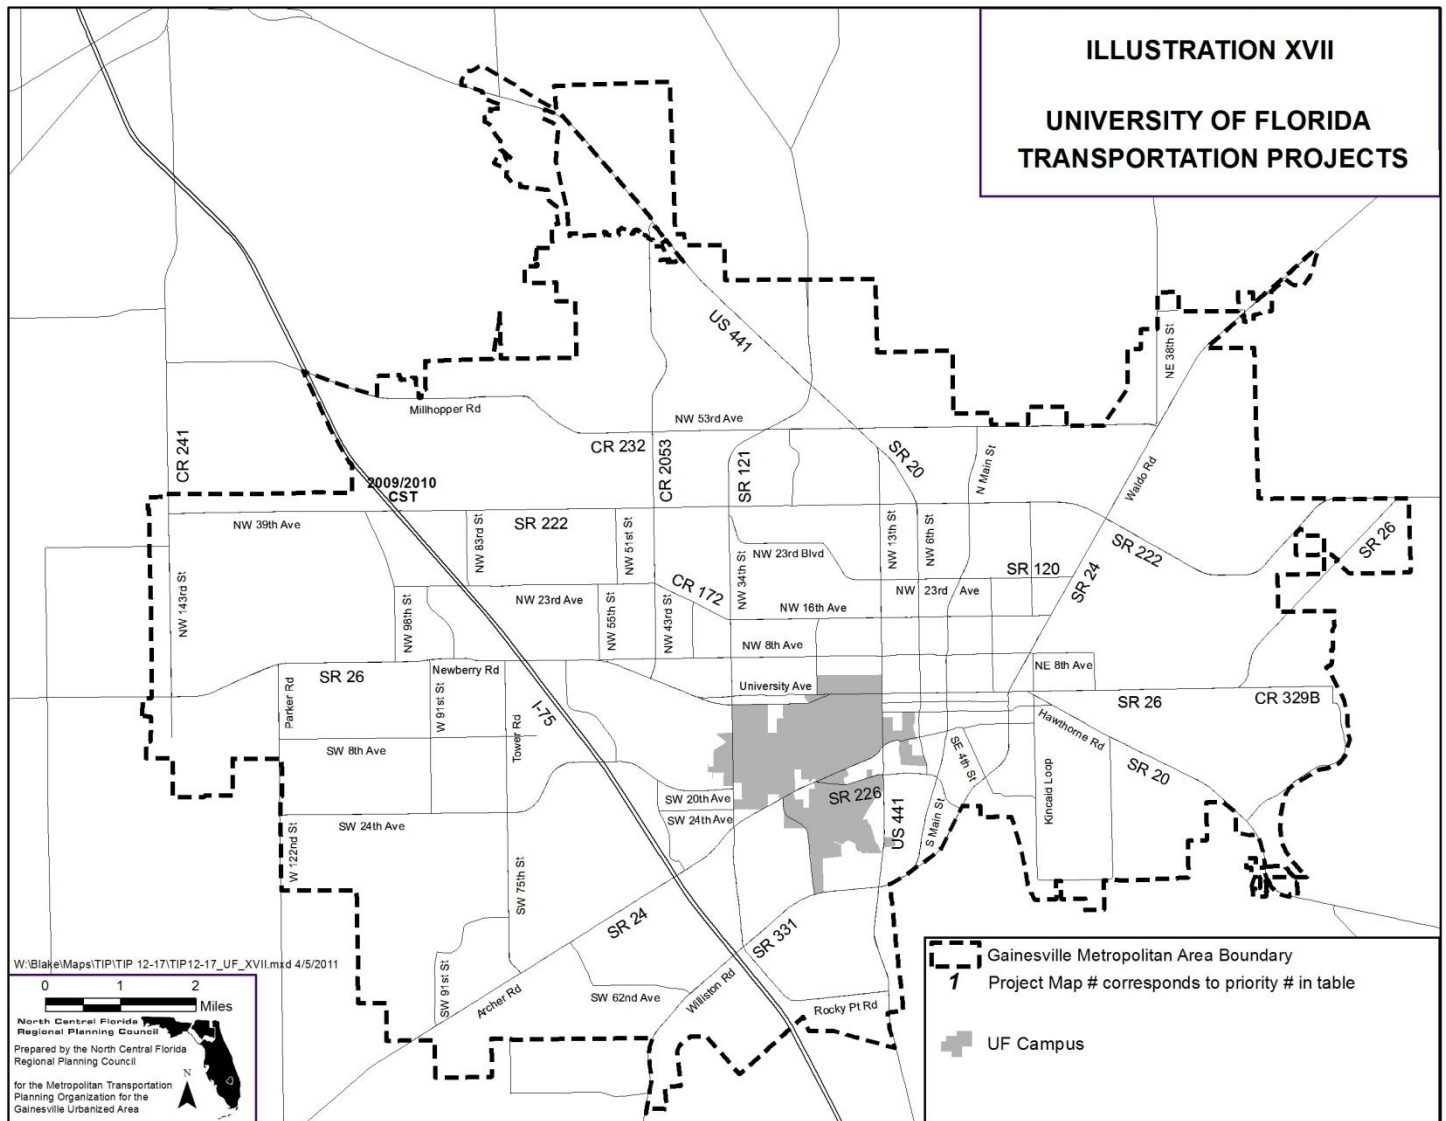 ILLUSTRATION XVII
UNIVERSITY OF FLORIDA
TRANSPORTATION PROJECTS
US 441
NE 38th St
Millhopper Rd
NW 53rd Ave
CR 232
CR 241
CR 2053
SR 121
SR 20
N Main St
Waldo Rd
2009/2010
CST
NW 39th Ave
SR 222
NW 83rd St
NW 51st St
NW 34th St
NW 23rd Blvd
NW 13th St
NW 6th St
SR 120
SR 222
SR 26
SR 24
NW 143rd St
NW 98th St
NW 23rd Ave
NW 55th St
NW 43rd St
CR 172
NW 16th Ave
NW 23rd Ave
NW 8th Ave
NE 8th Ave
SR 26
Newberry Rd
University Ave
SR 26
CR 329B
Parker Rd
W 91st St
Tower Rd
I-75
SW 8th Ave
Hawthorne Rd
SE 4th St
Kincaid Loop
SR 20
SW 20th Ave
SR 226
SW 24th Ave
SW 24th Ave
US 441
S Main St
W 122nd St
SW 75th St
SR 24
SR 331
SW 91st St
Archer Rd
SW 62nd Ave
Williston Rd
Rocky Pt Rd
W:\Blake\Maps\TIP\TIP 12-17\TIP12-17_UF_XVII.mxd 4/5/2011
0 1 2
Miles
North Central Florida
Regional Planning Council
Prepared by the North Central Florida
Regional Planning Council
N
for the Metropolitan Transportation
Planning Organization for the
Gainesville Urbanized Area
Gainesville Metropolitan Area Boundary
1 Project Map # corresponds to priority # in table
UF Campus